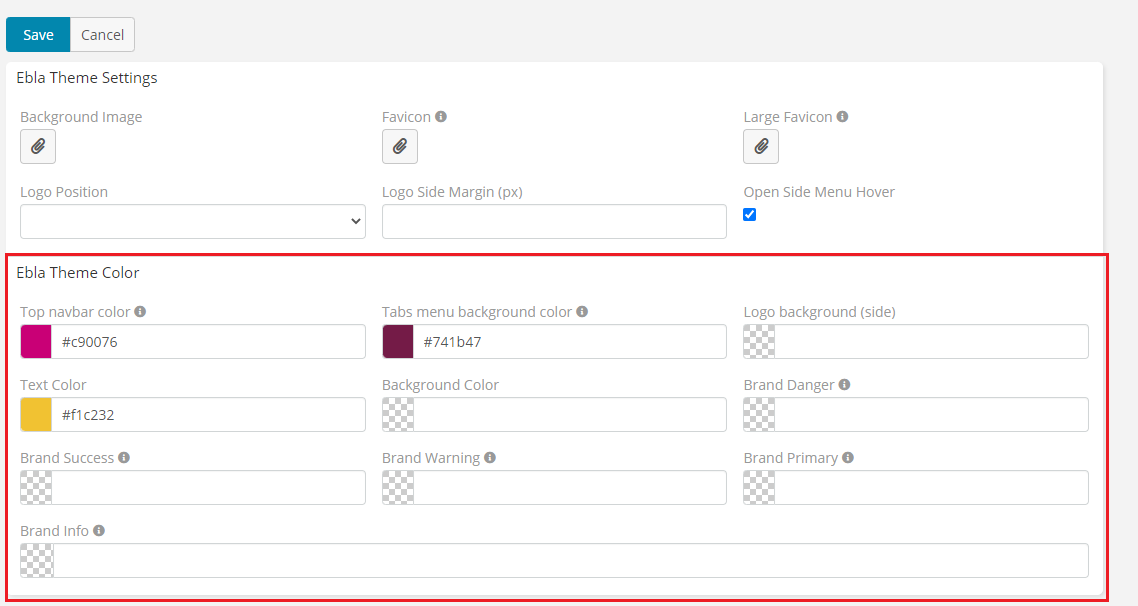 Save Cancel
Ebla Theme Settings
Background Image Favicon Large Favicon
Logo Position Logo Side Margin (px) Open Side Menu Hover
Ebla Theme Color
Top navbar color Tabs menu background color Logo background (side)
#c90076 #741b47
Text Color Background Color Brand Danger
#f1c232
Brand Success Brand Warning Brand Primary
Brand Info